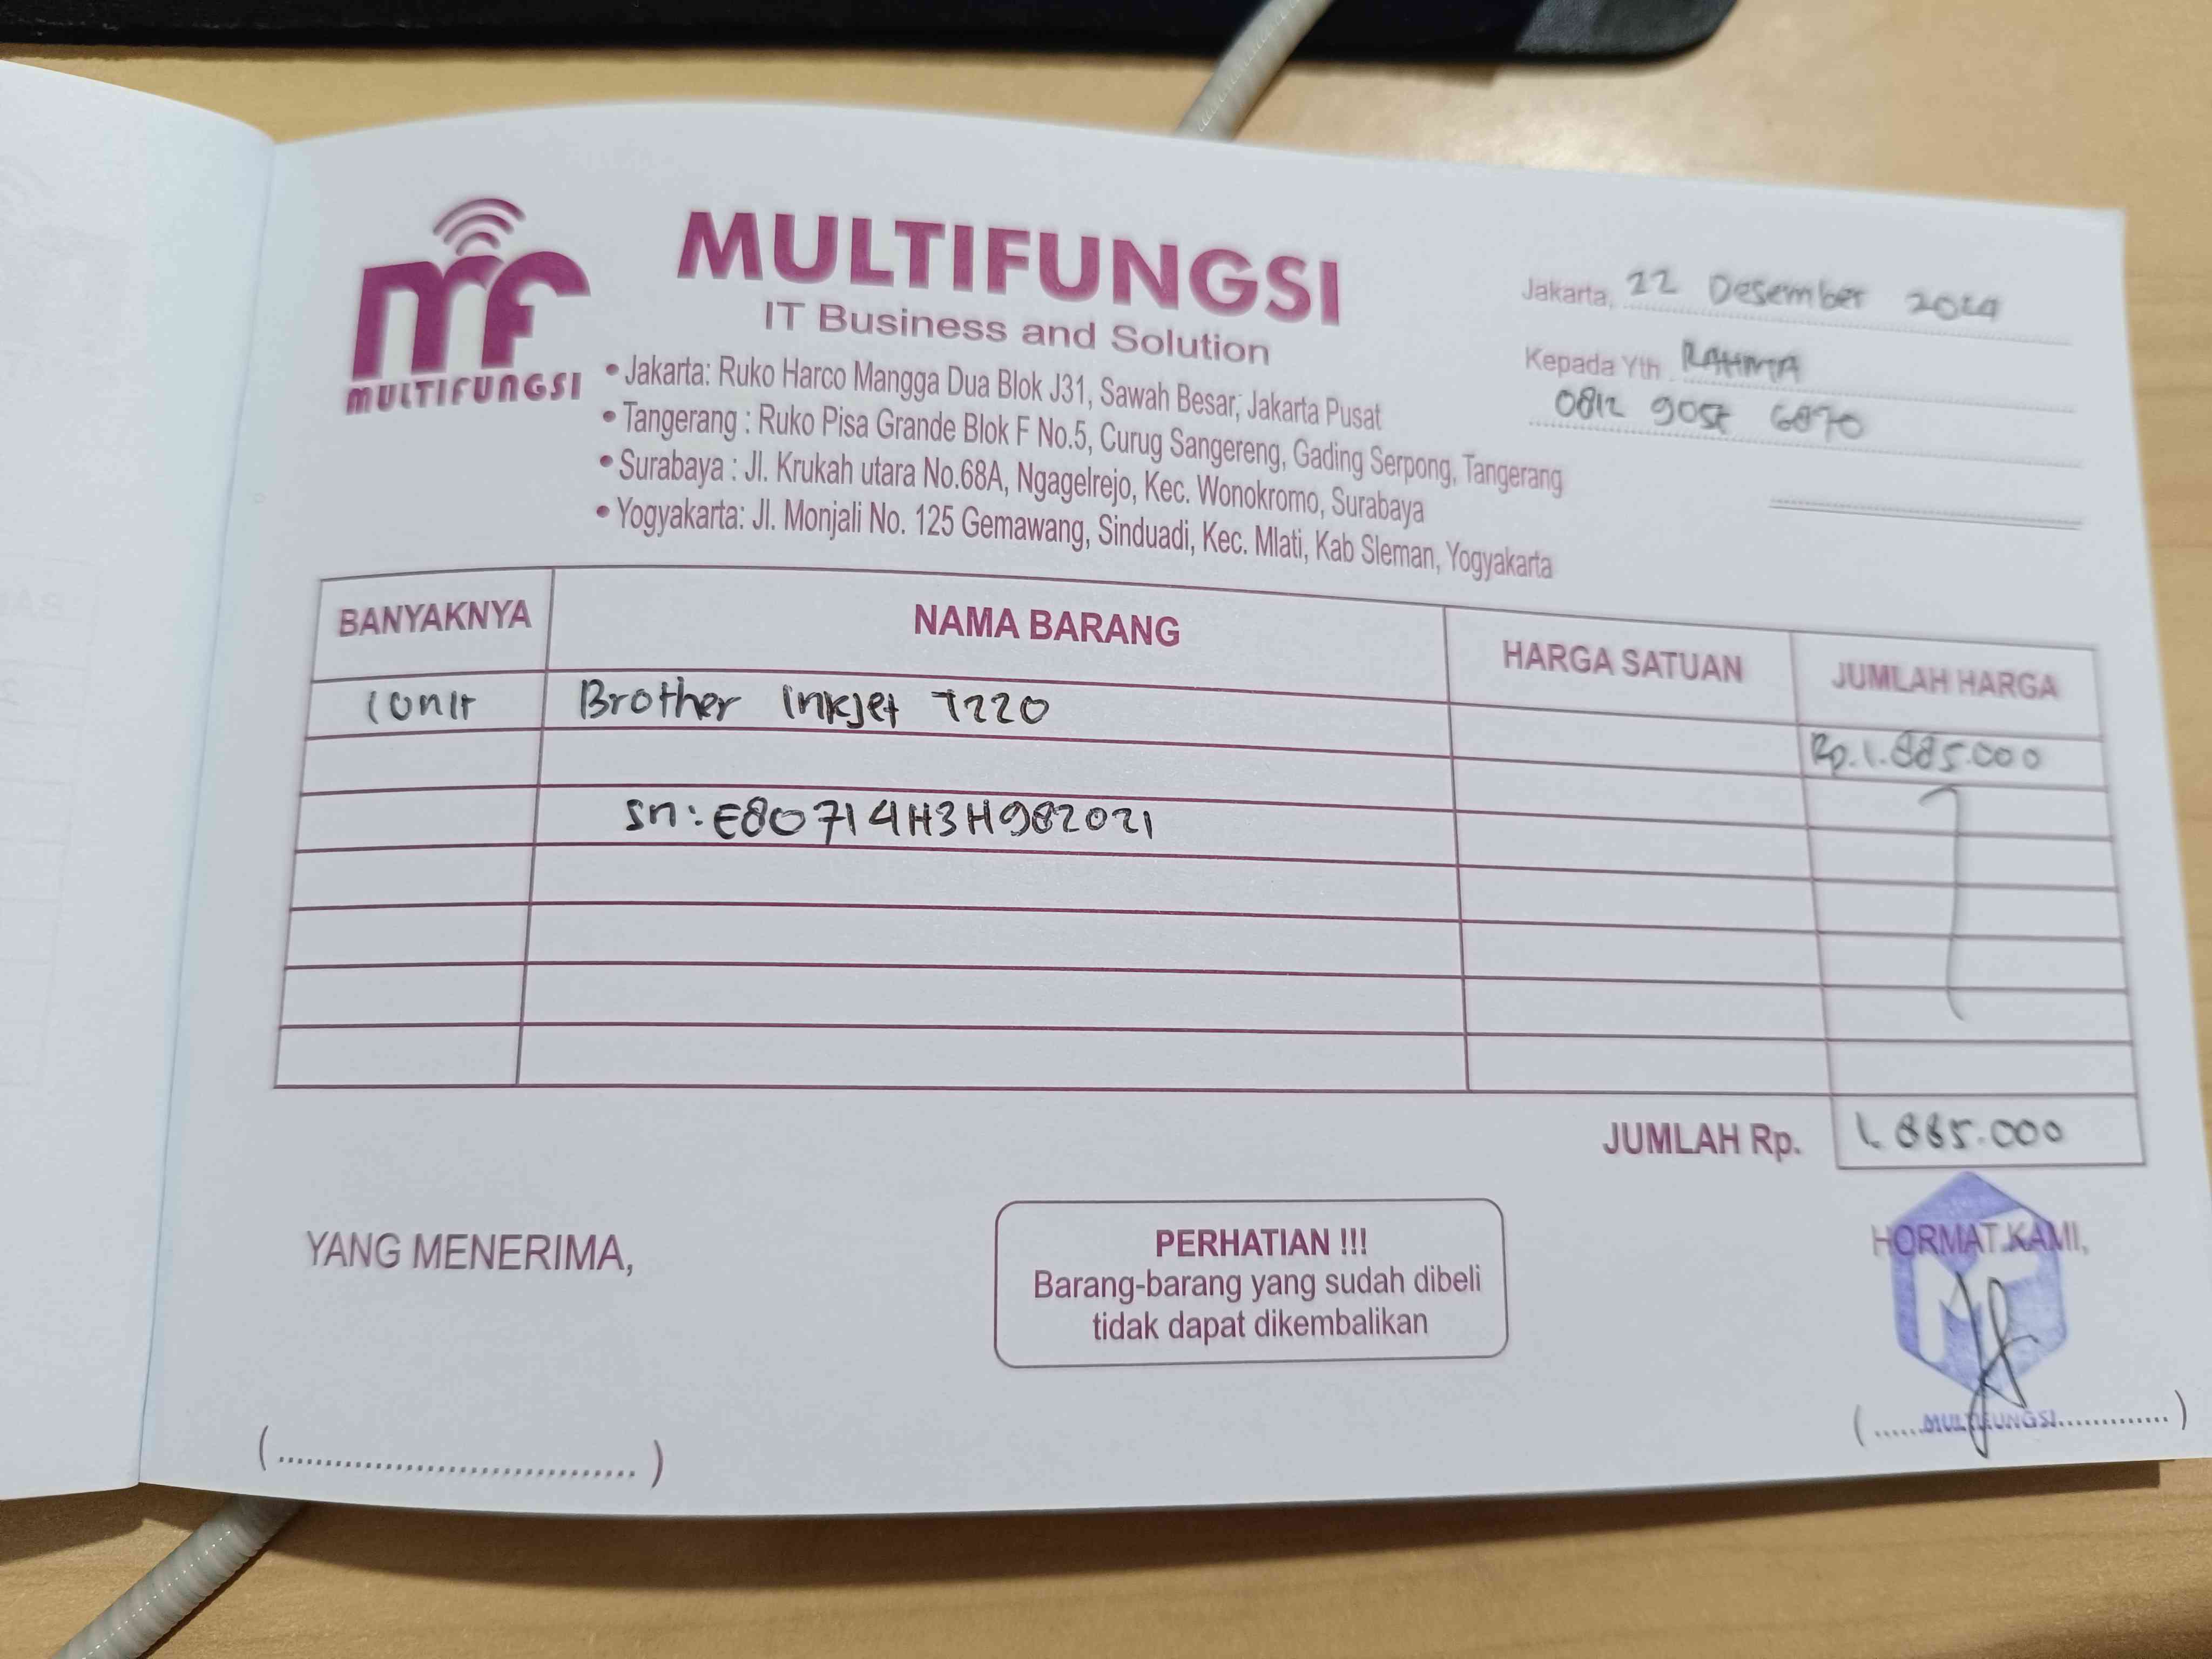 MULTIFUNGSI
MULTIFUNGSI
IT Business and Solution
• Jakarta: Ruko Harco Mangga Dua Blok J31, Sawah Besar, Jakarta Pusat
• Tangerang : Ruko Pisa Grande Blok F No.5, Curug Sangereng, Gading Serpong, Tangerang
• Surabaya : Jl. Krukah utara No.68A, Ngagelrejo, Kec. Wonokromo, Surabaya
• Yogyakarta: Jl. Monjali No. 125 Gemawang, Sinduadi, Kec. Mlati, Kab Sleman, Yogyakarta
Jakarta, 22 Desember 2024
Kepada Yth RAHMA
0812 6870
BANYAKNYA NAMA BARANG HARGA SATUAN JUMLAH HARGA
1 Unit Brother Inkjet T220 Rp. 1.885.000
SN: E80714H3H982021
JUMLAH Rp. 1.885.000
YANG MENERIMA,
PERHATIAN !!!
Barang-barang yang sudah dibeli
tidak dapat dikembalikan
HORMAT KAMI,
MF
MULTIFUNGSI